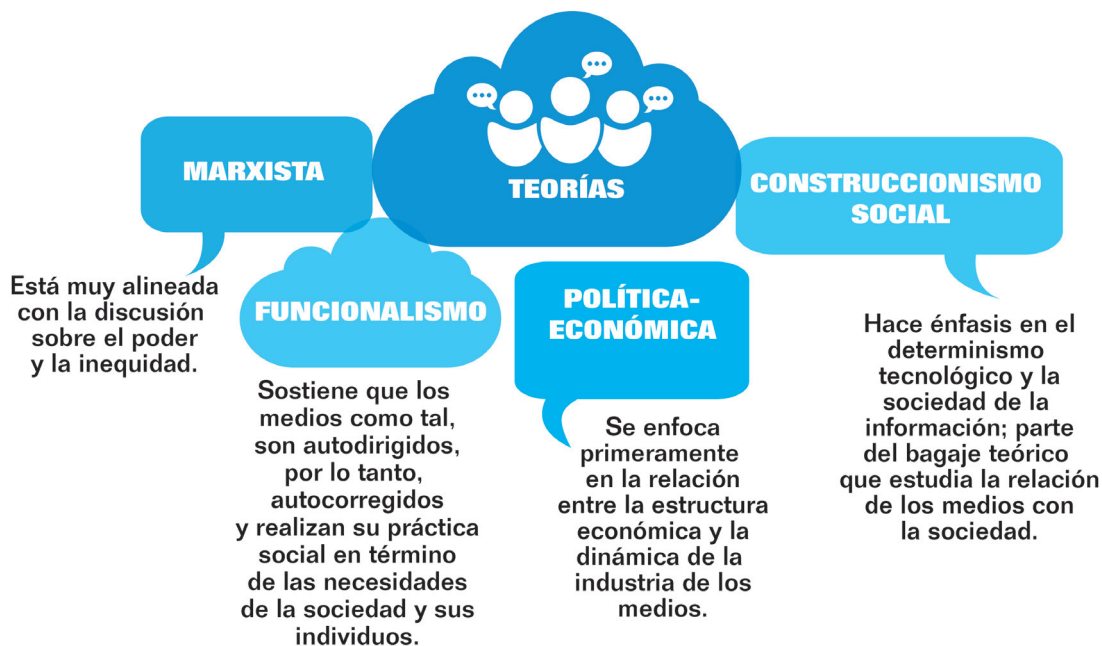 TEORÍAS
MARXISTA
Está muy alineada
con la discusión
sobre el poder
y la inequidad.
FUNCIONALISMO
Sostiene que los
medios como tal,
son autodirigidos,
por lo tanto,
autocorregidos
y realizan su práctica
social en término
de las necesidades
de la sociedad y sus
individuos.
POLÍTICA-
ECONÓMICA
Se enfoca
primeramente
en la relación
entre la estructura
económica y la
dinámica de la
industria de los
medios.
CONSTRUCCIONISMO
SOCIAL
Hace énfasis en el
determinismo
tecnológico y la
sociedad de la
información; parte
del bagaje teórico
que estudia la relación
de los medios con
la sociedad.